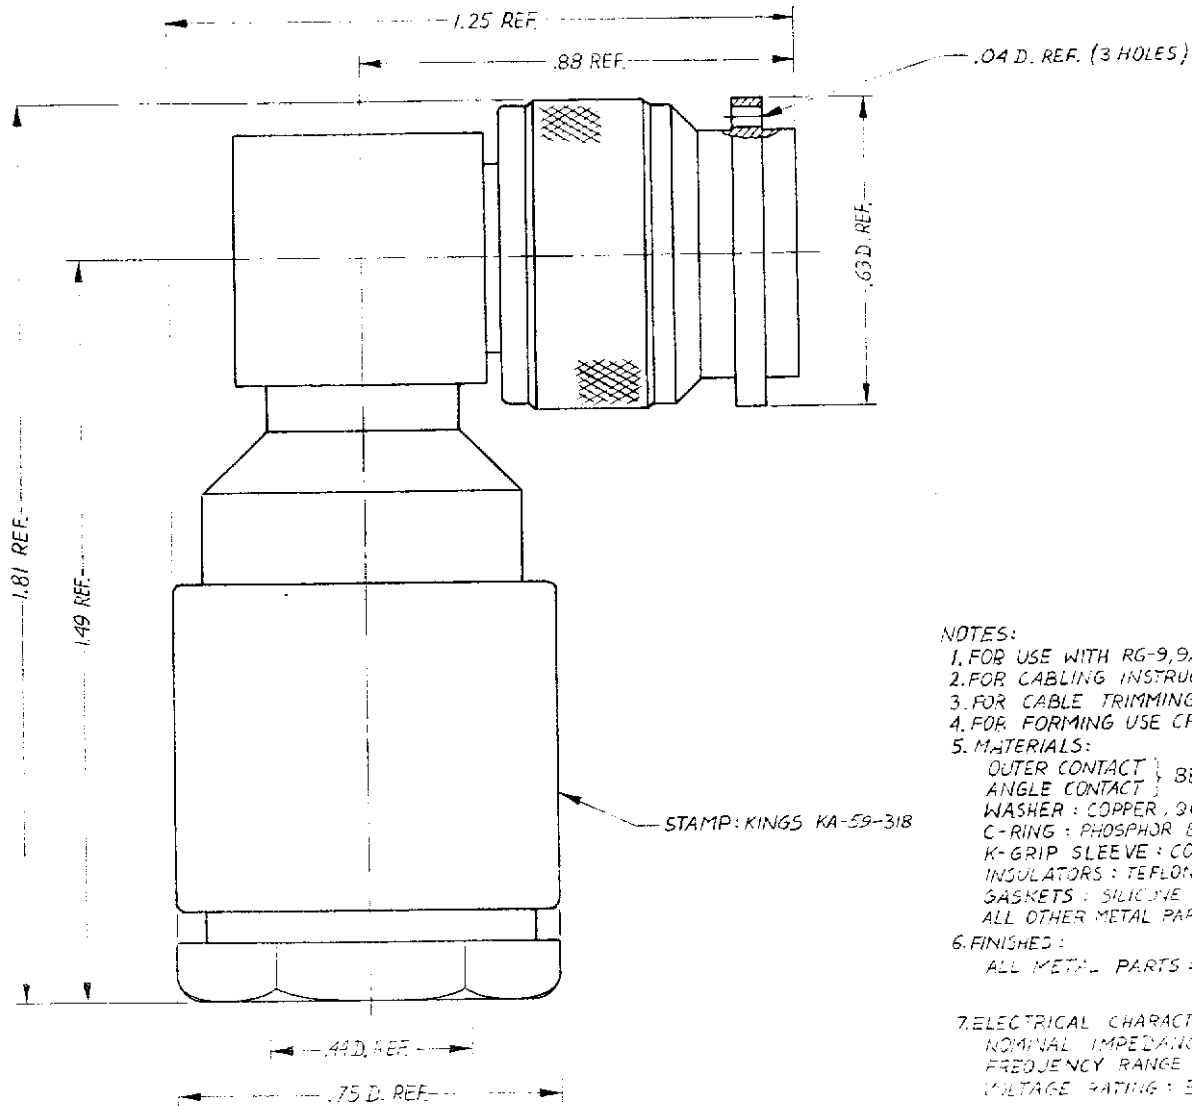 1.25 REF.
.88 REF.
.04 D. REF. (3 HOLES)
.63 D. REF.
1.81 REF.
1.49 REF.
STAMP: KINGS KA-59-318
.44 D. REF.
.75 D. REF.
NOTES:
1. FOR USE WITH RG-9, 9
2. FOR CABLING INSTRU
3. FOR CABLE TRIMMING
4. FOR FORMING USE
5. MATERIALS:
OUTER CONTACT }
ANGLE CONTACT }
WASHER : COPPER,
C-RING : PHOSPHOR
K-GRIP SLEEVE : CO
INSULATORS : TEFLON
GASKETS : SILICONE
ALL OTHER METAL PAR
6. FINISHED :
ALL METAL PARTS :
7. ELECTRICAL CHARACT
NOMINAL IMPEDANC
FREQUENCY RANGE
VOLTAGE RATING :